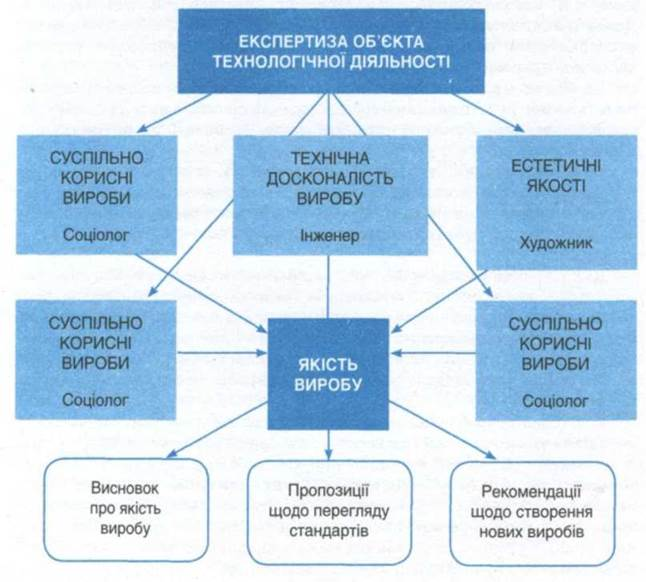 ЕКСПЕРТИЗА ОБ'ЄКТА
ТЕХНОЛОГІЧНОЇ ДІЯЛЬНОСТІ
СУСПІЛЬНО
КОРИСНІ
ВИРОБИ
Соціолог
ТЕХНІЧНА
ДОСКОНАЛІСТЬ
ВИРОБУ
Інженер
ЕСТЕТИЧНІ
ЯКОСТІ
Художник
СУСПІЛЬНО
КОРИСНІ
ВИРОБИ
Соціолог
ЯКІСТЬ
ВИРОБУ
СУСПІЛЬНО
КОРИСНІ
ВИРОБИ
Соціолог
Висновок
про якість
виробу
Пропозиції
щодо перегляду
стандартів
Рекомендації
щодо створення
нових виробів